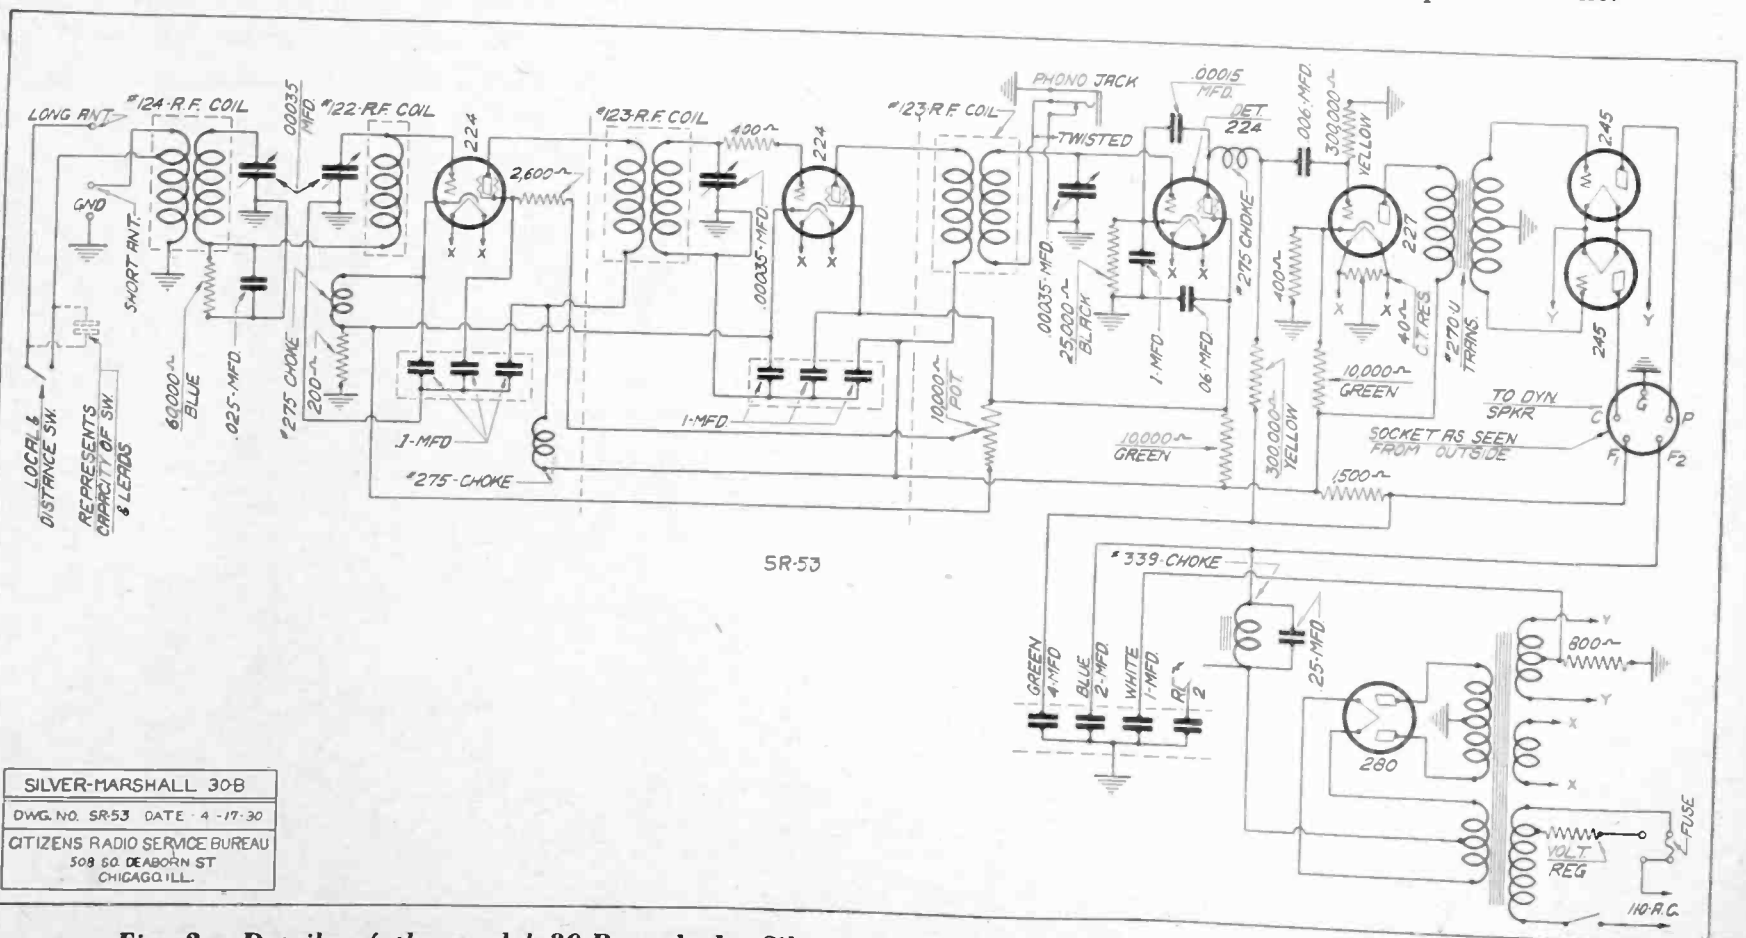 LONG ANT.
#124-R.F. COIL
.00035
MFD.
#122-R.F. COIL
224
2,600~
#123-R.F. COIL
400~
224
#123-R.F. COIL
PHONO JACK
TWISTED
.00015
MFD.
DET.
224
.006-MFD.
300,000~
YELLOW
245
GND
SHORT ANT.
X X
.00035-MFD.
X X
.00035-MFD.
25,000~
BLACK
X X
#275 CHOKE
400~
227
X X
40~
C.T. RES.
#270-U
TRANS.
Y Y
245
60,000~
BLUE
.025-MFD.
#275 CHOKE
200~
.1-MFD
#275-CHOKE
.1-MFD.
10,000~
POT
.1-MFD
.06-MFD
10,000~
GREEN
300,000~
YELLOW
10,000~
GREEN
TO DYN.
SPKR
C G P
F1 F2
SOCKET AS SEEN
FROM OUTSIDE
1,500~
LOCAL &
DISTANCE SW.
REPRESENTS
CAPACITY OF SW.
& LEADS
SR-53
#339-CHOKE
.25-MFD.
GREEN
4-MFD
BLUE
2-MFD.
WHITE
1-MFD.
2
280
Y
800~
Y
X
X
VOLT.
REG
FUSE
110-A.C.
SILVER-MARSHALL 30-B
DWG. NO. SR-53 DATE - 4-17-30
CITIZENS RADIO SERVICE BUREAU
508 SO. DEABORN ST
CHICAGO, ILL.